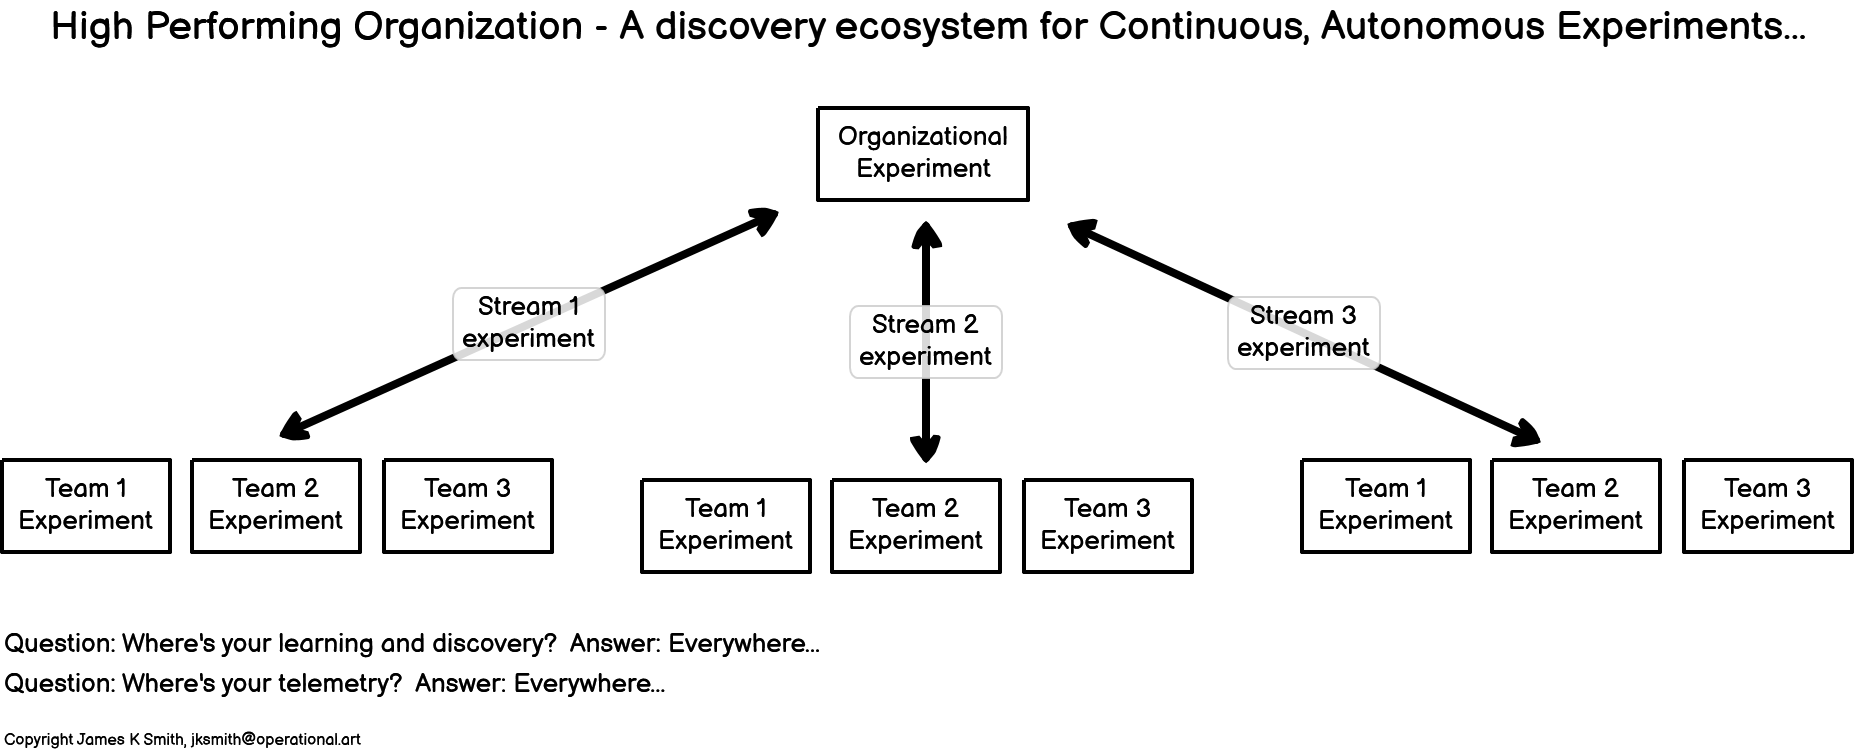 High Performing Organization - A discovery ecosystem for Continuous, Autonomous Experiments...
Organizational
Experiment
Stream 1
experiment
Stream 2
experiment
Stream 3
experiment
Team 1
Experiment
Team 2
Experiment
Team 3
Experiment
Team 1
Experiment
Team 2
Experiment
Team 3
Experiment
Team 1
Experiment
Team 2
Experiment
Team 3
Experiment
Question: Where's your learning and discovery?  Answer: Everywhere...
Question: Where's your telemetry?  Answer: Everywhere...
Copyright James K Smith, jksmith@operational.art